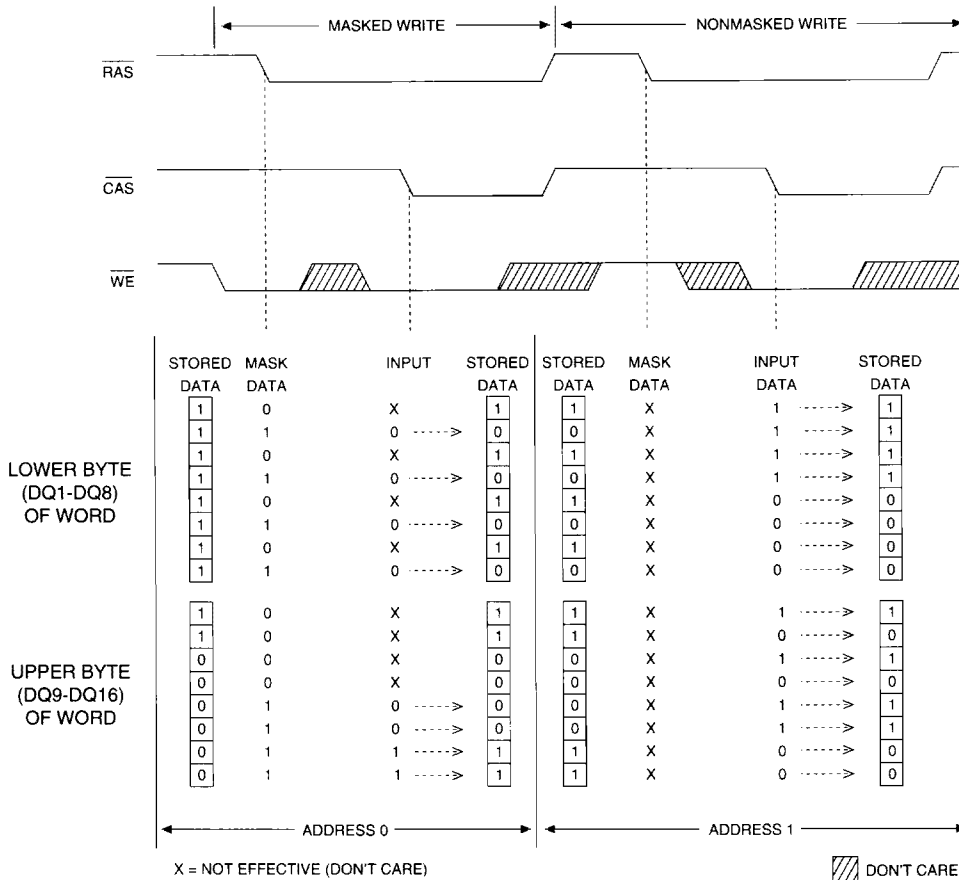 MASKED WRITE NONMASKED WRITE
RAS
CAS
WE
STORED MASK INPUT STORED STORED MASK INPUT STORED
DATA DATA DATA DATA DATA DATA DATA
1 0 X 1 1 X 1 1
1 1 0 0 0 X 1 1
1 0 X 1 1 X 1 1
1 1 0 0 0 X 1 1
1 0 X 1 1 X 0 0
1 1 0 0 0 X 0 0
1 0 X 1 1 X 0 0
1 1 0 0 0 X 0 0
LOWER BYTE
(DQ1-DQ8)
OF WORD
1 0 X 1 1 X 1 1
1 0 X 1 1 X 0 0
0 0 X 0 0 X 1 1
0 0 X 0 0 X 0 0
0 1 0 0 0 X 1 1
0 1 0 0 0 X 1 1
0 1 1 1 1 X 0 0
0 1 1 1 1 X 0 0
UPPER BYTE
(DQ9-DQ16)
OF WORD
ADDRESS 0 ADDRESS 1
X = NOT EFFECTIVE (DON'T CARE) DON'T CARE